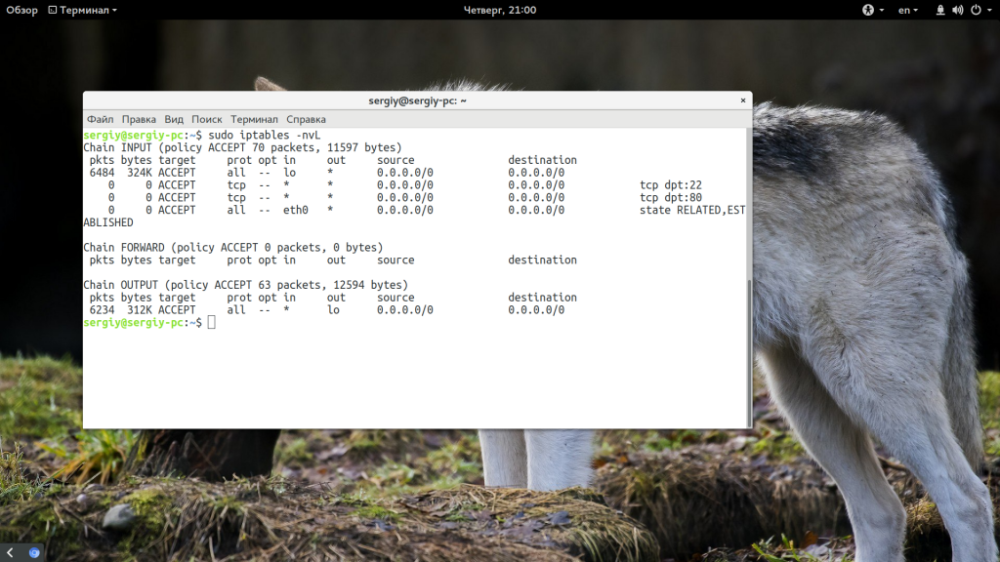 Обзор Терминал Четверг, 21:00 en
sergiy@sergiy-pc: ~ ×
Файл Правка Вид Поиск Терминал Справка
sergiy@sergiy-pc:~$ sudo iptables -nvL
Chain INPUT (policy ACCEPT 70 packets, 11597 bytes)
 pkts bytes target     prot opt in     out     source               destination
 6484  324K ACCEPT     all  --  lo     *       0.0.0.0/0            0.0.0.0/0
    0     0 ACCEPT     tcp  --  *      *       0.0.0.0/0            0.0.0.0/0            tcp dpt:22
    0     0 ACCEPT     tcp  --  *      *       0.0.0.0/0            0.0.0.0/0            tcp dpt:80
    0     0 ACCEPT     all  --  eth0   *       0.0.0.0/0            0.0.0.0/0            state RELATED,EST
ABLISHED
Chain FORWARD (policy ACCEPT 0 packets, 0 bytes)
 pkts bytes target     prot opt in     out     source               destination
Chain OUTPUT (policy ACCEPT 63 packets, 12594 bytes)
 pkts bytes target     prot opt in     out     source               destination
 6234  312K ACCEPT     all  --  *      lo      0.0.0.0/0            0.0.0.0/0
sergiy@sergiy-pc:~$